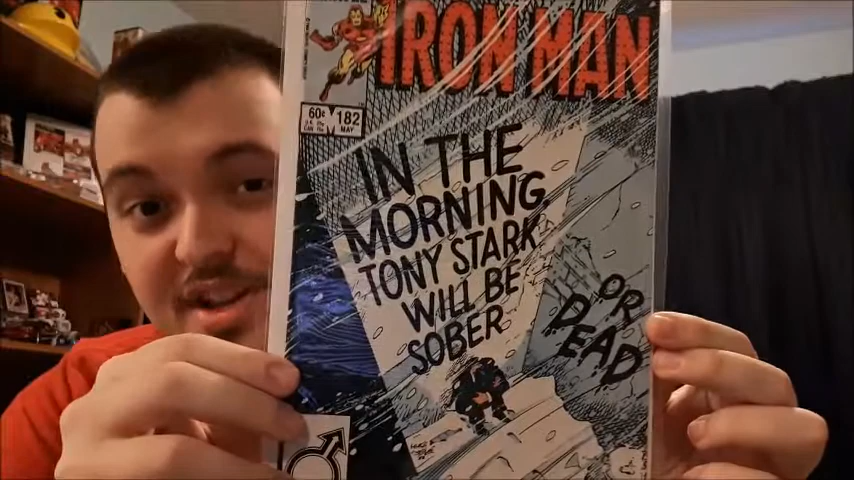 IRON MAN
60¢
182
MAY
IN THE
MORNING
TONY STARK
WILL BE
SOBER
OR
DEAD!